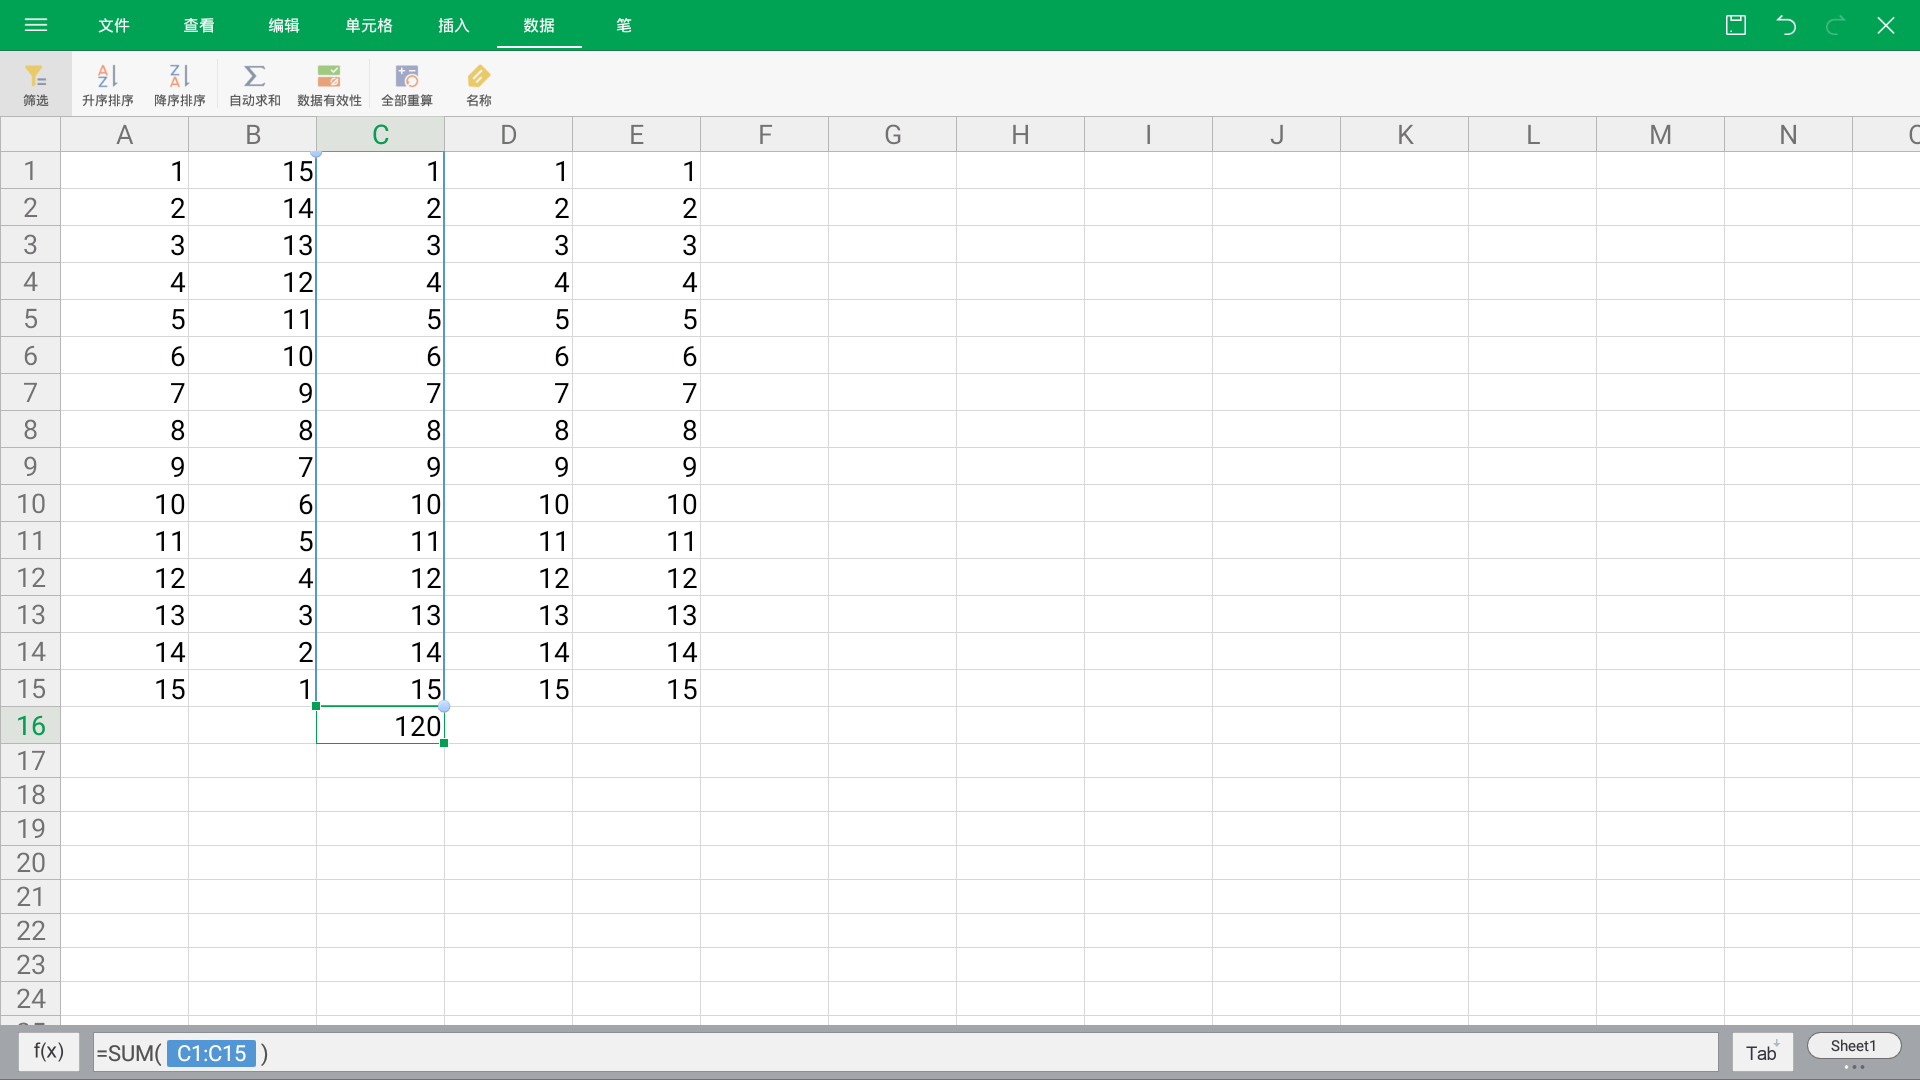 文件 查看 编辑 单元格 插入 数据 笔
筛选 升序排序 降序排序 自动求和 数据有效性 全部重算 名称
A B C D E F G H I J K L M N
1 1 15 1 1 1
2 2 14 2 2 2
3 3 13 3 3 3
4 4 12 4 4 4
5 5 11 5 5 5
6 6 10 6 6 6
7 7 9 7 7 7
8 8 8 8 8 8
9 9 7 9 9 9
10 10 6 10 10 10
11 11 5 11 11 11
12 12 4 12 12 12
13 13 3 13 13 13
14 14 2 14 14 14
15 15 1 15 15 15
16 120
17
18
19
20
21
22
23
24
f(x) =SUM( C1:C15 ) Tab Sheet1